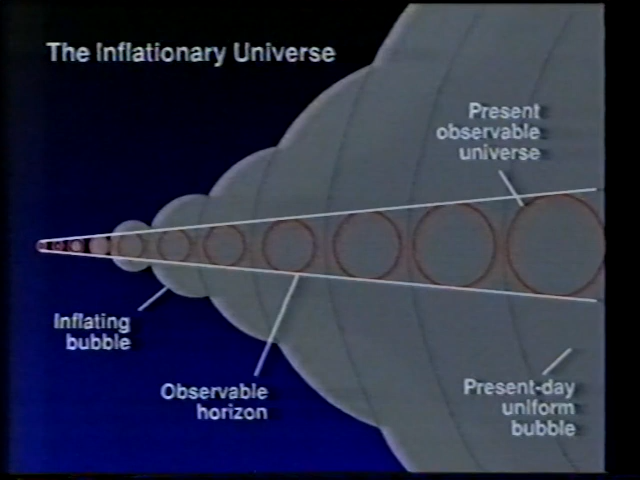 The Inflationary Universe
Present
observable
universe
Inflating
bubble
Observable
horizon
Present-day
uniform
bubble